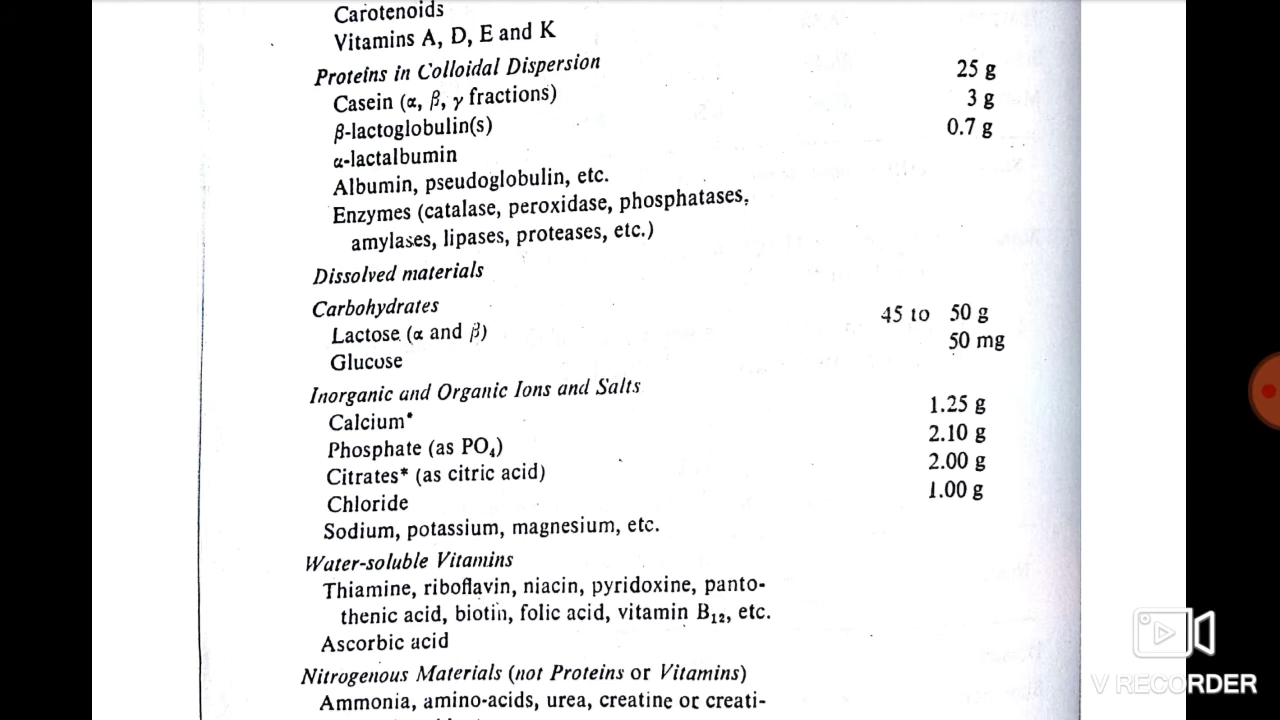 Carotenoids
Vitamins A, D, E and K
Proteins in Colloidal Dispersion
Casein (α, β, γ fractions) 25 g
β-lactoglobulin(s) 3 g
α-lactalbumin 0.7 g
Albumin, pseudoglobulin, etc.
Enzymes (catalase, peroxidase, phosphatases,
amylases, lipases, proteases, etc.)
Dissolved materials
Carbohydrates
Lactose (α and β) 45 to 50 g
Glucose 50 mg
Inorganic and Organic Ions and Salts
Calcium* 1.25 g
Phosphate (as PO₄) 2.10 g
Citrates* (as citric acid) 2.00 g
Chloride 1.00 g
Sodium, potassium, magnesium, etc.
Water-soluble Vitamins
Thiamine, riboflavin, niacin, pyridoxine, panto-
thenic acid, biotin, folic acid, vitamin B₁₂, etc.
Ascorbic acid
Nitrogenous Materials (not Proteins or Vitamins)
Ammonia, amino-acids, urea, creatine or creati-
V RECORDER